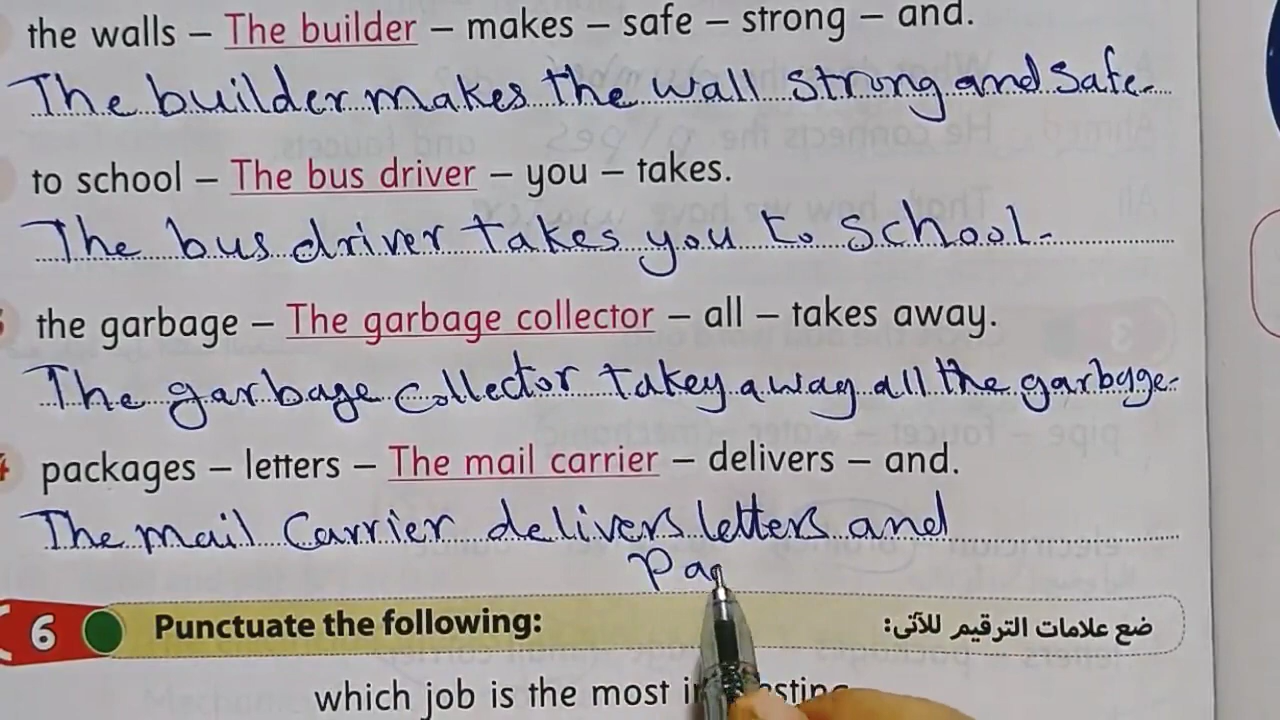 the walls – The builder – makes – safe – strong – and.
The builder makes the wall strong and safe.
to school – The bus driver – you – takes.
The bus driver takes you to school.
the garbage – The garbage collector – all – takes away.
The garbage collector takey away all the garbage.
4 packages – letters – The mail carrier – delivers – and.
The mail Carrier delivers letters and
Pa
6 Punctuate the following: ضع علامات الترقيم للآتى:
which job is the most